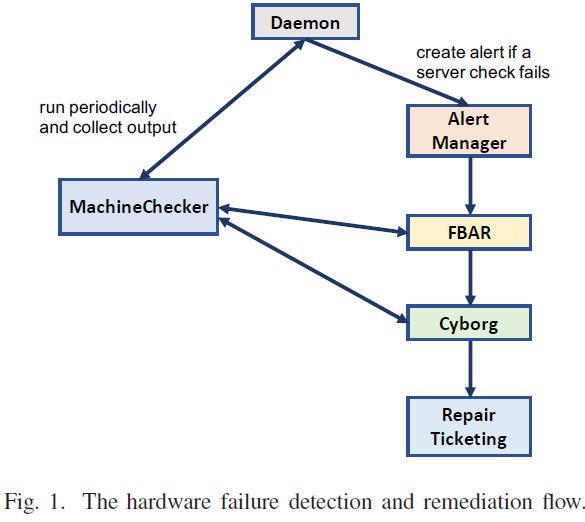 Daemon
create alert if a
server check fails
run periodically
and collect output
Alert
Manager
MachineChecker
FBAR
Cyborg
Repair
Ticketing
Fig. 1. The hardware failure detection and remediation flow.